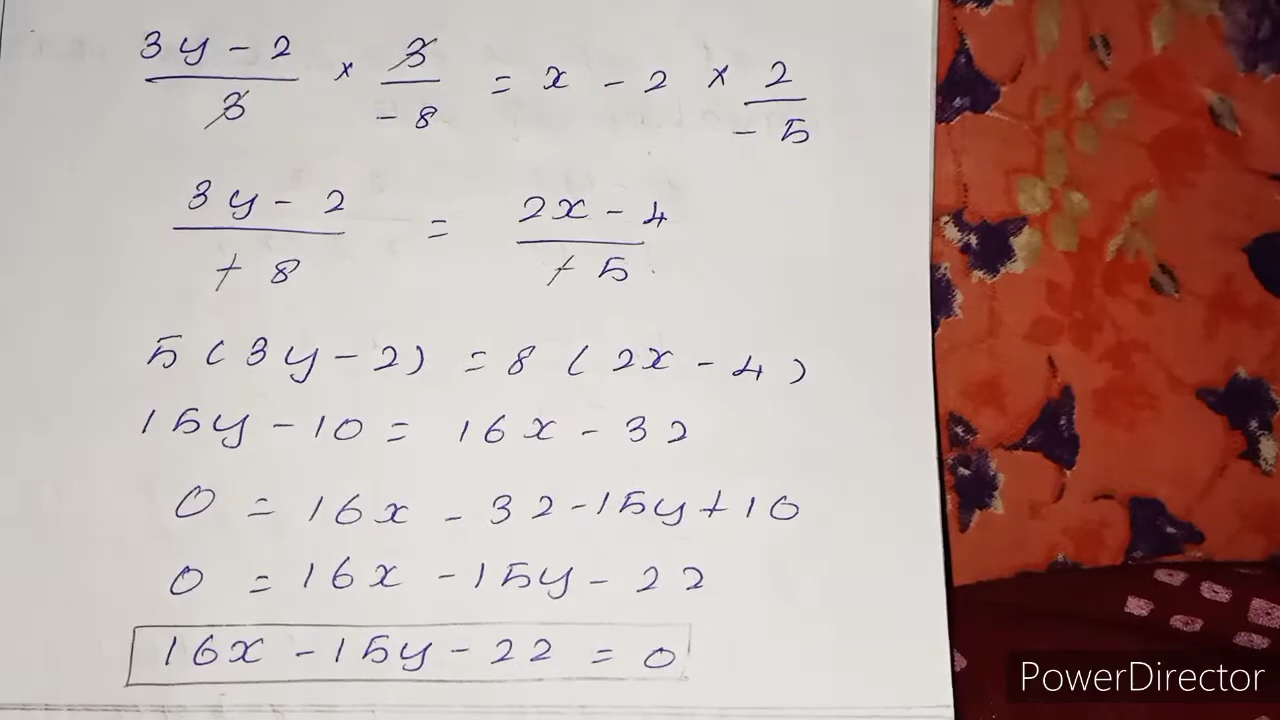 3y - 2 / 3 × 3 / -8 = x - 2 × 2 / -5
3y - 2 / + 8 = 2x - 4 / + 5
5 ( 3y - 2 ) = 8 ( 2x - 4 )
15y - 10 = 16x - 32
0 = 16x - 32 - 15y + 10
0 = 16x - 15y - 22
16x - 15y - 22 = 0
PowerDirector